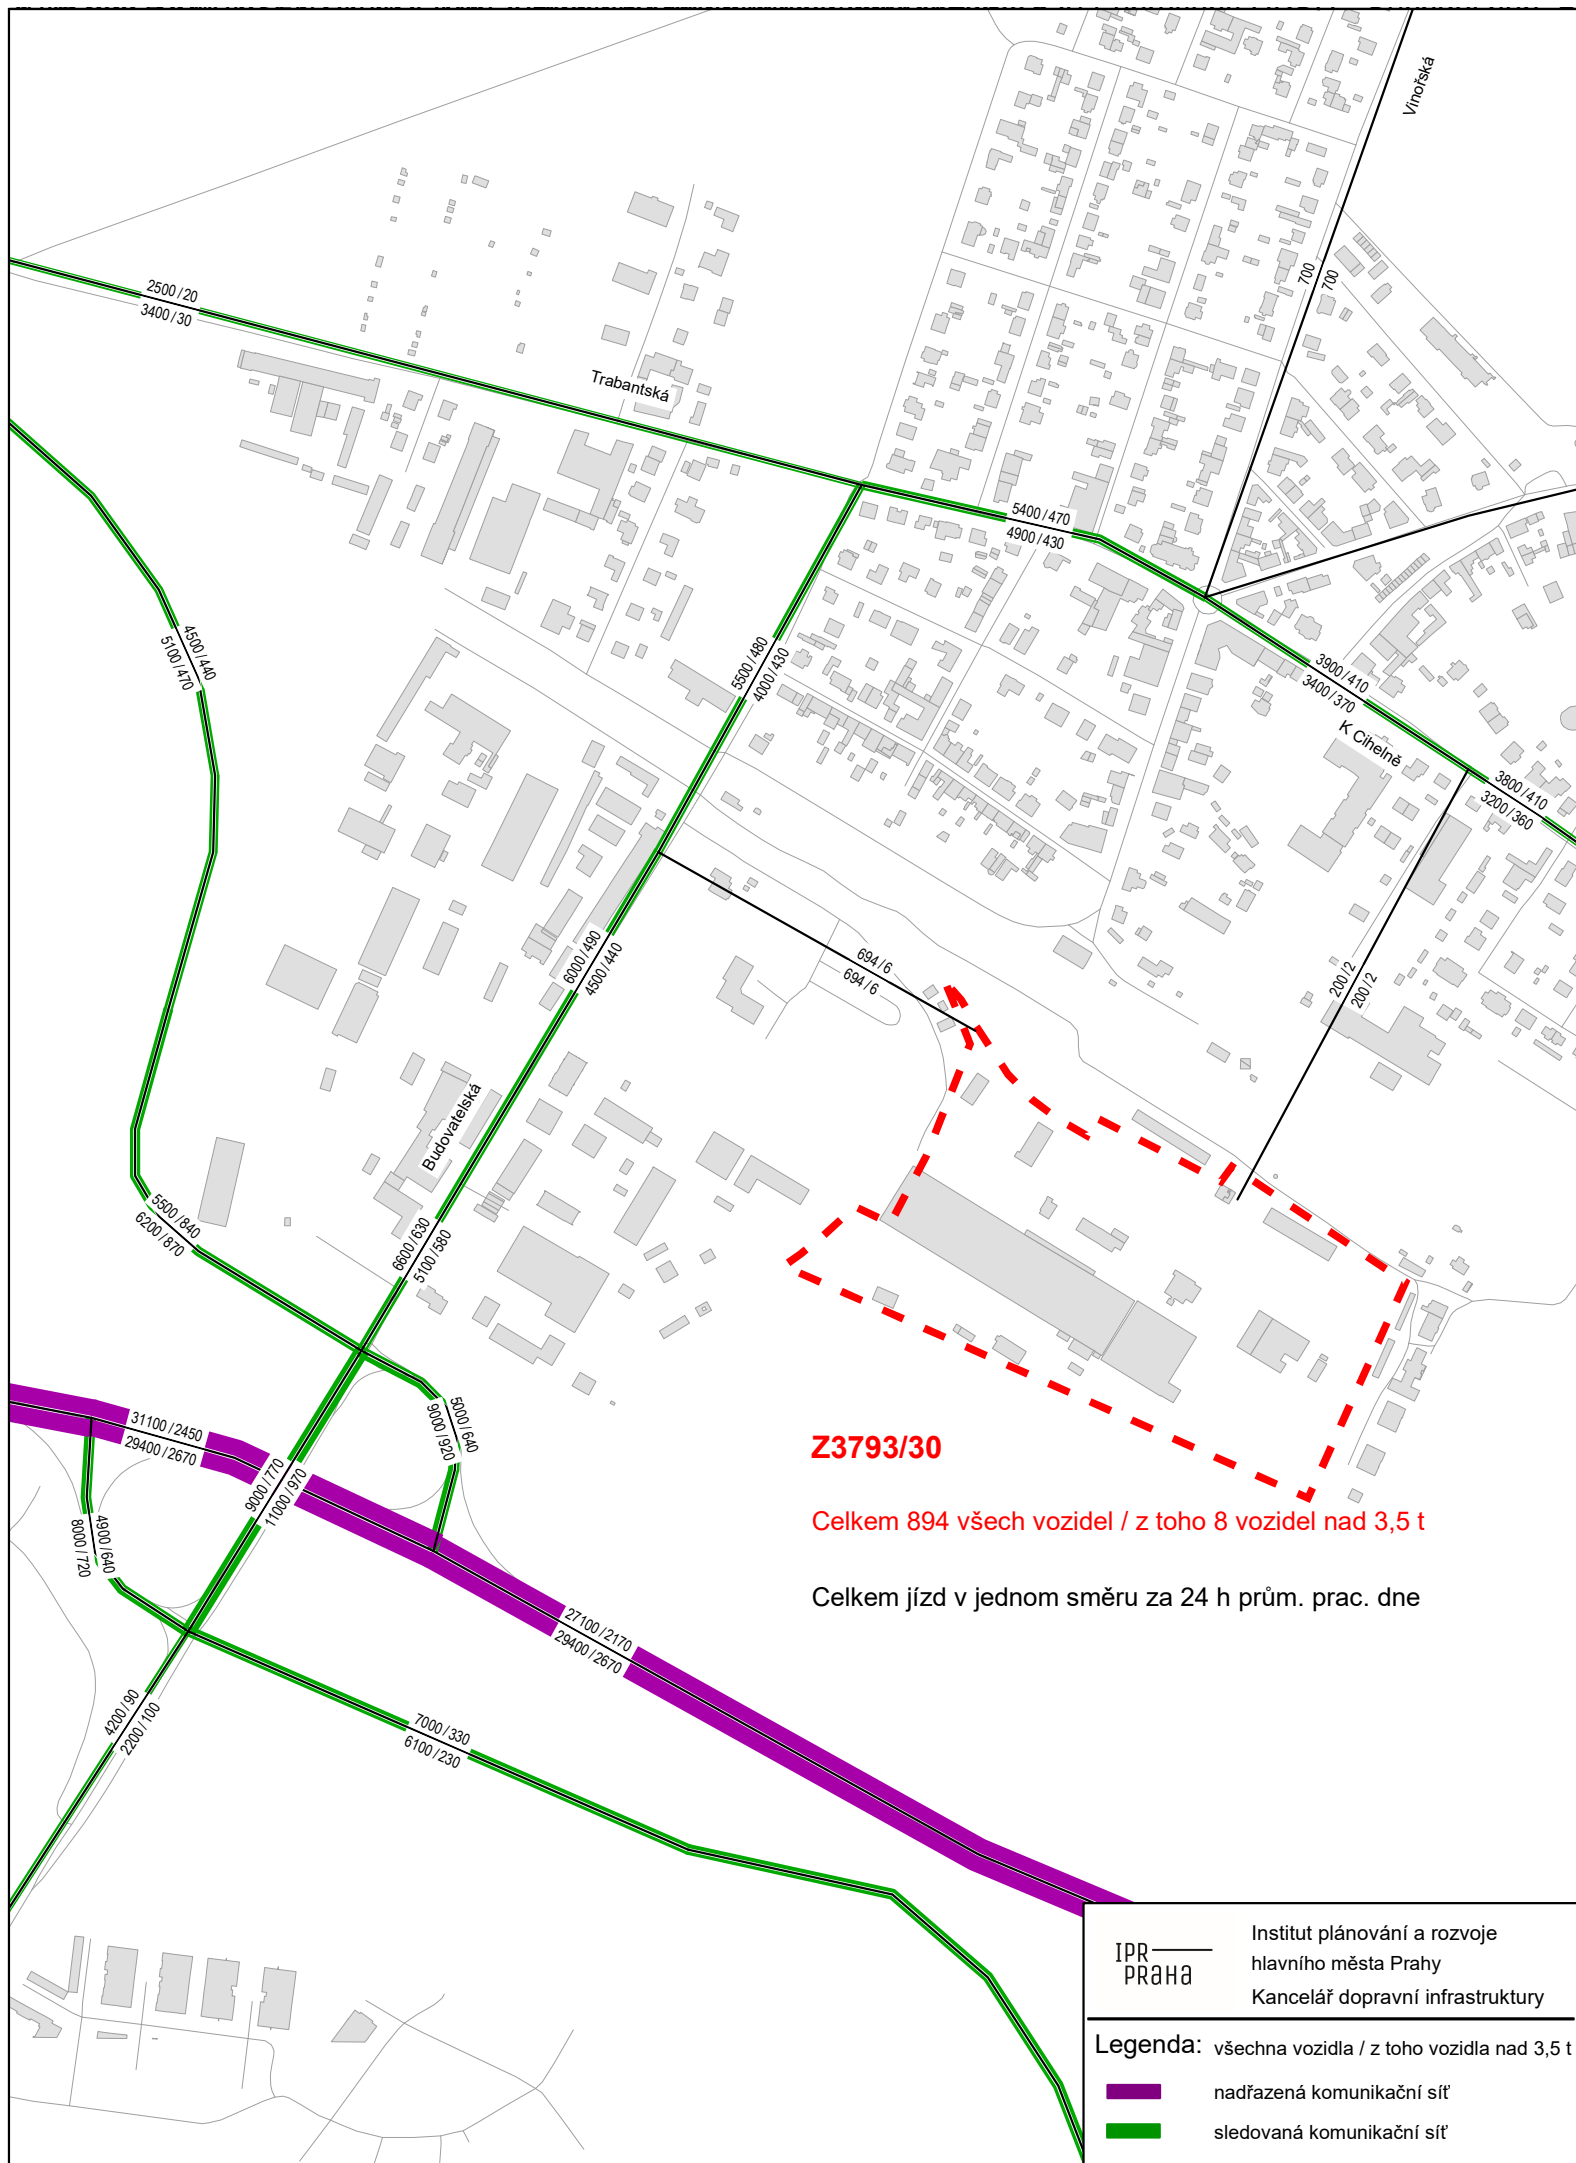 Vinořská
700
700
2500/20
3400/30
Trabantská
5400/470
4900/430
4500/440
5100/470
5500/480
4000/430
3900/410
3400/370
K Cihelně
3800/410
3200/360
6000/490
4500/440
694/6
694/6
200/2
200/2
Budovatelská
5500/840
6200/870
6600/630
5100/580
5000/640
9000/920
31100/2450
29400/2670
9000/770
11000/970
4900/640
8000/720
Z3793/30
Celkem 894 všech vozidel / z toho 8 vozidel nad 3,5 t
Celkem jízd v jednom směru za 24 h prům. prac. dne
27100/2170
29400/2670
4200/90
2200/100
7000/330
6100/230
IPR
PRaHa
Institut plánování a rozvoje
hlavního města Prahy
Kancelář dopravní infrastruktury
Legenda: všechna vozidla / z toho vozidla nad 3,5 t
nadřazená komunikační síť
sledovaná komunikační síť